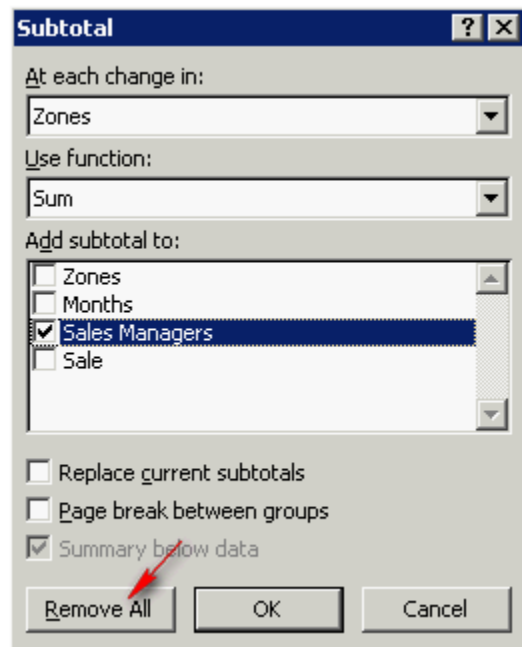 Subtotal
At each change in:
Zones
Use function:
Sum
Add subtotal to:
Zones
Months
Sales Managers
Sale
Replace current subtotals
Page break between groups
Summary below data
Remove All OK Cancel